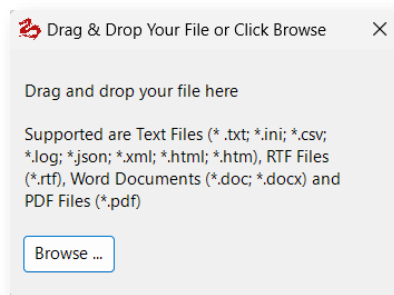 Drag & Drop Your File or Click Browse
Drag and drop your file here
Supported are Text Files (* .txt; *.ini; *.csv;
*.log; *.json; *.xml; *.html; *.htm), RTF Files
(*.rtf), Word Documents (*.doc; *.docx) and
PDF Files (*.pdf)
Browse ...